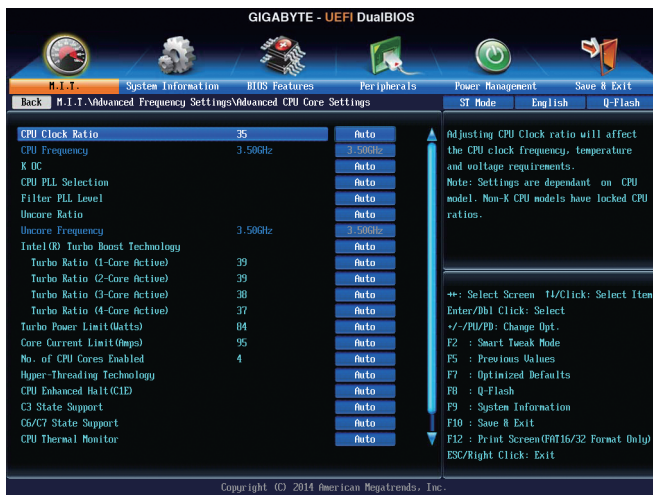 GIGABYTE - UEFI DualBIOS
M.I.T. System Information BIOS Features Peripherals Power Management Save & Exit
Back M.I.T.\Advanced Frequency Settings\Advanced CPU Core Settings ST Mode English Q-Flash
CPU Clock Ratio 35 Auto
CPU Frequency 3.50GHz 3.50GHz
K OC Auto
CPU PLL Selection Auto
Filter PLL Level Auto
Uncore Ratio Auto
Uncore Frequency 3.50GHz 3.50GHz
Intel(R) Turbo Boost Technology Auto
Turbo Ratio (1-Core Active) 39 Auto
Turbo Ratio (2-Core Active) 39 Auto
Turbo Ratio (3-Core Active) 38 Auto
Turbo Ratio (4-Core Active) 37 Auto
Turbo Power Limit(Watts) 84 Auto
Core Current Limit(Amps) 95 Auto
No. of CPU Cores Enabled 4 Auto
Hyper-Threading Technology Auto
CPU Enhanced Halt(C1E) Auto
C3 State Support Auto
C6/C7 State Support Auto
CPU Thermal Monitor Auto
Adjusting CPU Clock ratio will affect
the CPU clock frequency, temperature
and voltage requirements.
Note: Settings are dependant on CPU
model. Non-K CPU models have locked CPU
ratios.
→←: Select Screen ↑↓/Click: Select Item
Enter/Dbl Click: Select
+/-/PU/PD: Change Opt.
F2 : Smart Tweak Mode
F5 : Previous Values
F7 : Optimized Defaults
F8 : Q-Flash
F9 : System Information
F10 : Save & Exit
F12 : Print Screen(FAT16/32 Format Only)
ESC/Right Click: Exit
Copyright (C) 2014 American Megatrends, Inc.